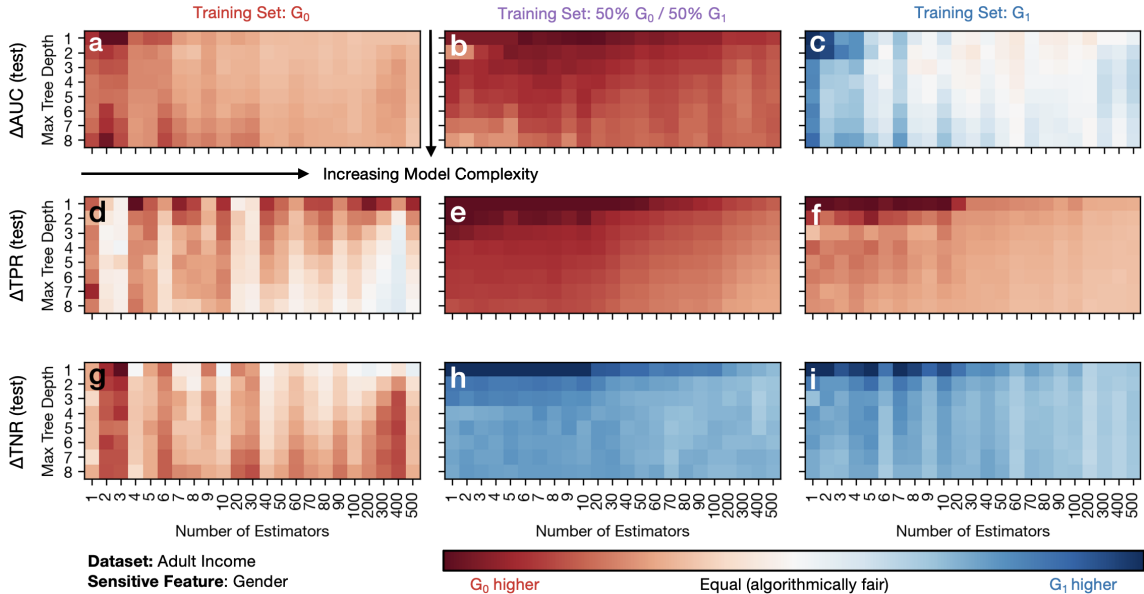 Training Set: G₀
Training Set: 50% G₀ / 50% G₁
Training Set: G₁
ΔAUC (test)
Max Tree Depth
1
2
3
4
5
6
7
8
a
b
c
Increasing Model Complexity
ΔTPR (test)
Max Tree Depth
1
2
3
4
5
6
7
8
d
e
f
ΔTNR (test)
Max Tree Depth
1
2
3
4
5
6
7
8
g
h
i
1 2 3 4 5 6 7 8 9 10 20 30 40 50 60 70 80 90 100 200 300 400 500
1 2 3 4 5 6 7 8 9 10 20 30 40 50 60 70 80 90 100 200 300 400 500
1 2 3 4 5 6 7 8 9 10 20 30 40 50 60 70 80 90 100 200 300 400 500
Number of Estimators
Number of Estimators
Number of Estimators
Dataset: Adult Income
Sensitive Feature: Gender
G₀ higher
Equal (algorithmically fair)
G₁ higher